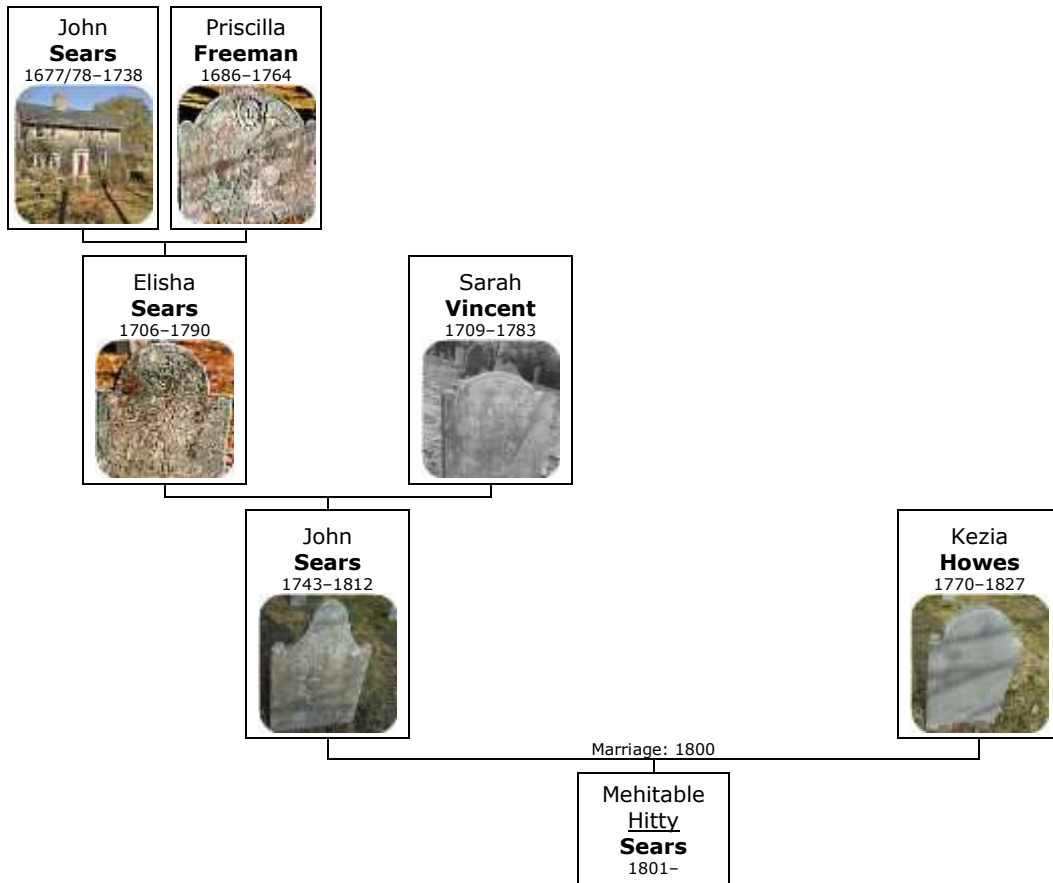 John
Sears
1677/78–1738
Priscilla
Freeman
1686–1764
Elisha
Sears
1706–1790
Sarah
Vincent
1709–1783
John
Sears
1743–1812
Kezia
Howes
1770–1827
Marriage: 1800
Mehitable
Hitty
Sears
1801–